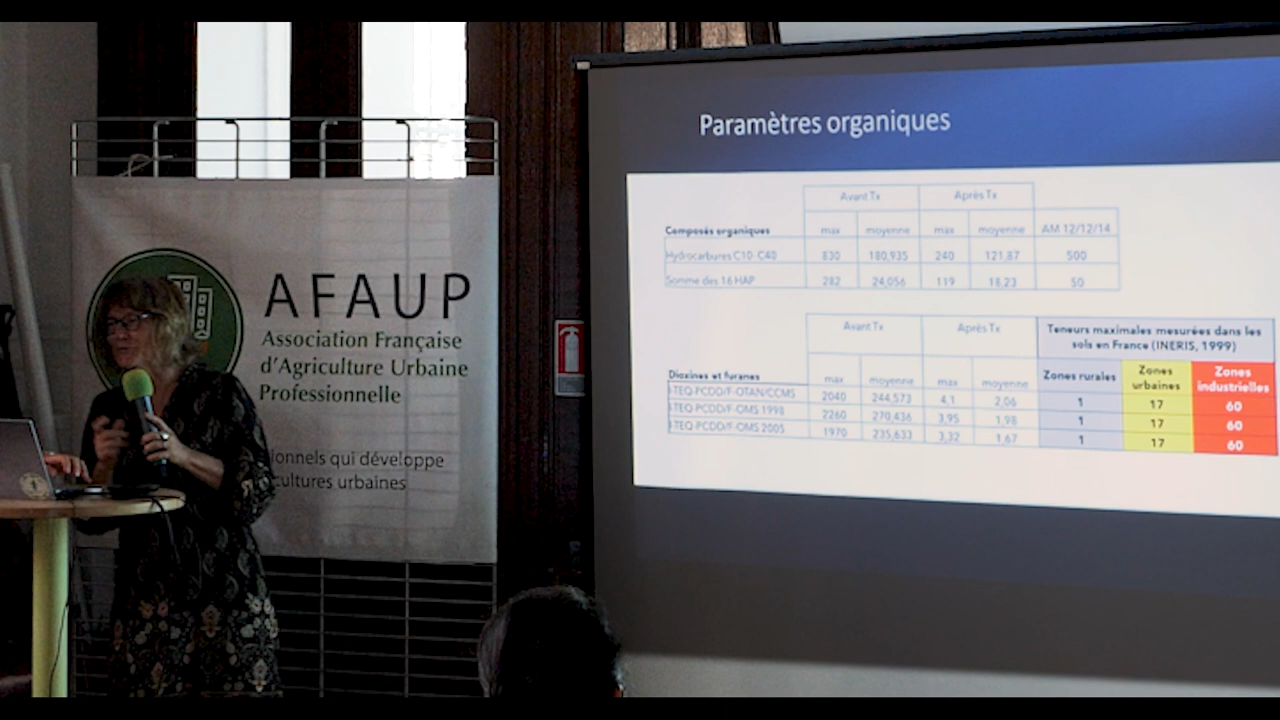 AFAUP
Association Française
d'Agriculture Urbaine
Professionnelle
ionnels qui développe
cultures urbaines
Paramètres organiques
Avant Tx Après Tx
Composés organiques max moyenne max moyenne AM 12/12/14
Hydrocarbures C10-C40 830 180,935 240 121,87 500
Somme des 16 HAP 282 24,056 119 18,23 50
Avant Tx Après Tx Teneurs maximales mesurées dans les
sols en France (INERIS, 1999)
Dioxines et furanes max moyenne max moyenne Zones rurales Zones
urbaines Zones
industrielles
I-TEQ-PCDD/F-OTAN/CCMS 2040 244,573 4,1 2,06 1 17 60
I-TEQ-PCDD/F-OMS 1998 2260 270,436 3,95 1,98 1 17 60
I-TEQ-PCDD/F-OMS 2005 1970 235,633 3,32 1,67 1 17 60